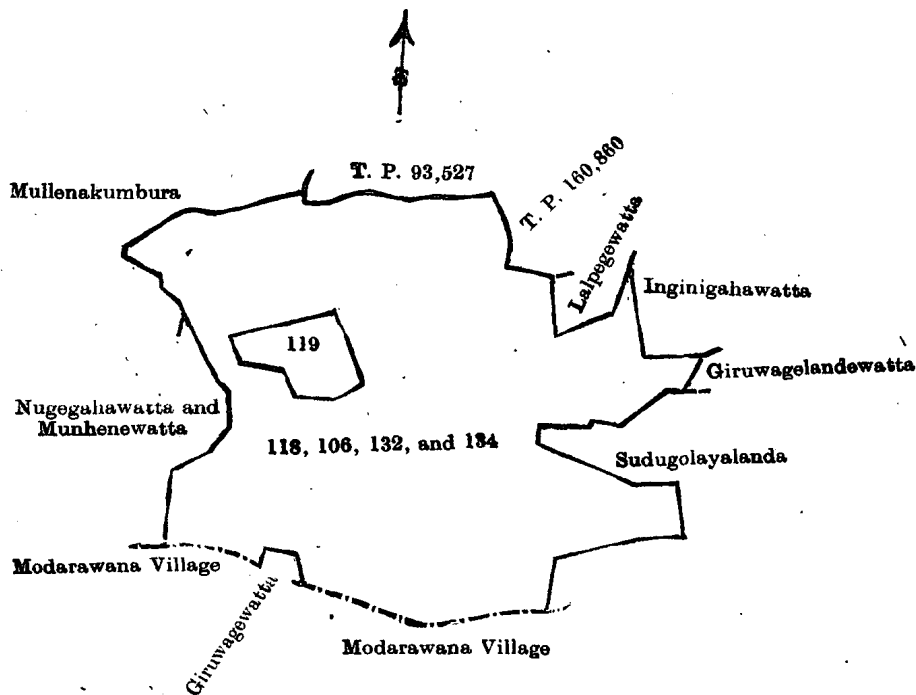 T. P. 93,527
T. P. 160,860
Mullenakumbura
Lalpegewatta
Inginigahawatta
119
Giruwagelandewatta
Nugegahawatta and
Munhenewatta
118, 106, 132, and 134
Sudugolayalanda
Modarawana Village
Giruwagewatta
Modarawana Village